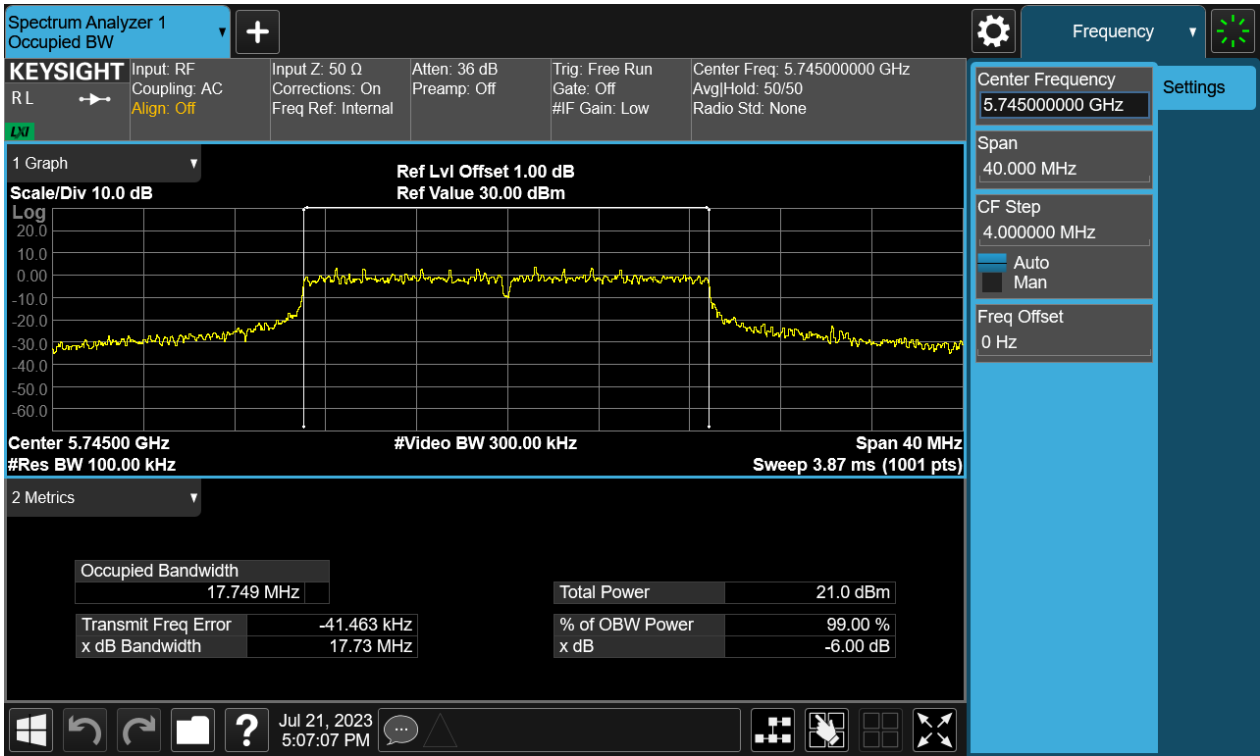 Spectrum Analyzer 1
Occupied BW
Frequency
KEYSIGHT
R L
LXI
Input: RF
Coupling: AC
Align: Off
Input Z: 50 Ω
Corrections: On
Freq Ref: Internal
Atten: 36 dB
Preamp: Off
Trig: Free Run
Gate: Off
#IF Gain: Low
Center Freq: 5.745000000 GHz
Avg|Hold: 50/50
Radio Std: None
Center Frequency
5.745000000 GHz
Settings
Span
40.000 MHz
CF Step
4.000000 MHz
Auto
Man
Freq Offset
0 Hz
1 Graph
Ref Lvl Offset 1.00 dB
Scale/Div 10.0 dB
Ref Value 30.00 dBm
Log
20.0
10.0
0.00
-10.0
-20.0
-30.0
-40.0
-50.0
-60.0
Center 5.74500 GHz
#Video BW 300.00 kHz
Span 40 MHz
#Res BW 100.00 kHz
Sweep 3.87 ms (1001 pts)
2 Metrics
Occupied Bandwidth
17.749 MHz
Total Power 21.0 dBm
Transmit Freq Error -41.463 kHz
% of OBW Power 99.00 %
x dB Bandwidth 17.73 MHz
x dB -6.00 dB
?
Jul 21, 2023
5:07:07 PM